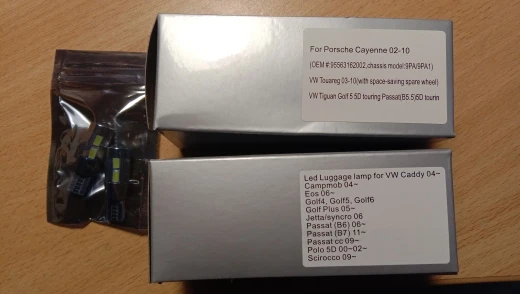 For Porsche Cayenne 02-10
(OEM #:95563162002,chassis model:9PA/9PA1)
VW Touareg 03-10(with space-saving spare wheel)
VW Tiguan Golf 5 5D touring Passat(B5.5)5D tourin
Led Luggage lamp for VW Caddy 04~
Campmob 04~
Eos 06~
Golf4, Golf5, Golf6
Golf Plus 05~
Jetta/syncro 06
Passat (B6) 06~
Passat (B7) 11~
Passat cc 09~
Polo 5D 00~02~
Scirocco 09~